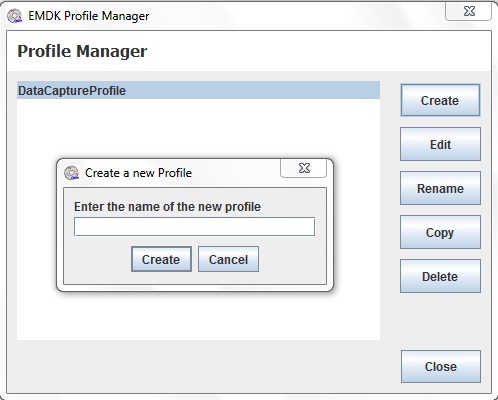 EMDK Profile Manager
Profile Manager
DataCaptureProfile
Create
Edit
Rename
Copy
Delete
Close
Create a new Profile
Enter the name of the new profile
Create
Cancel